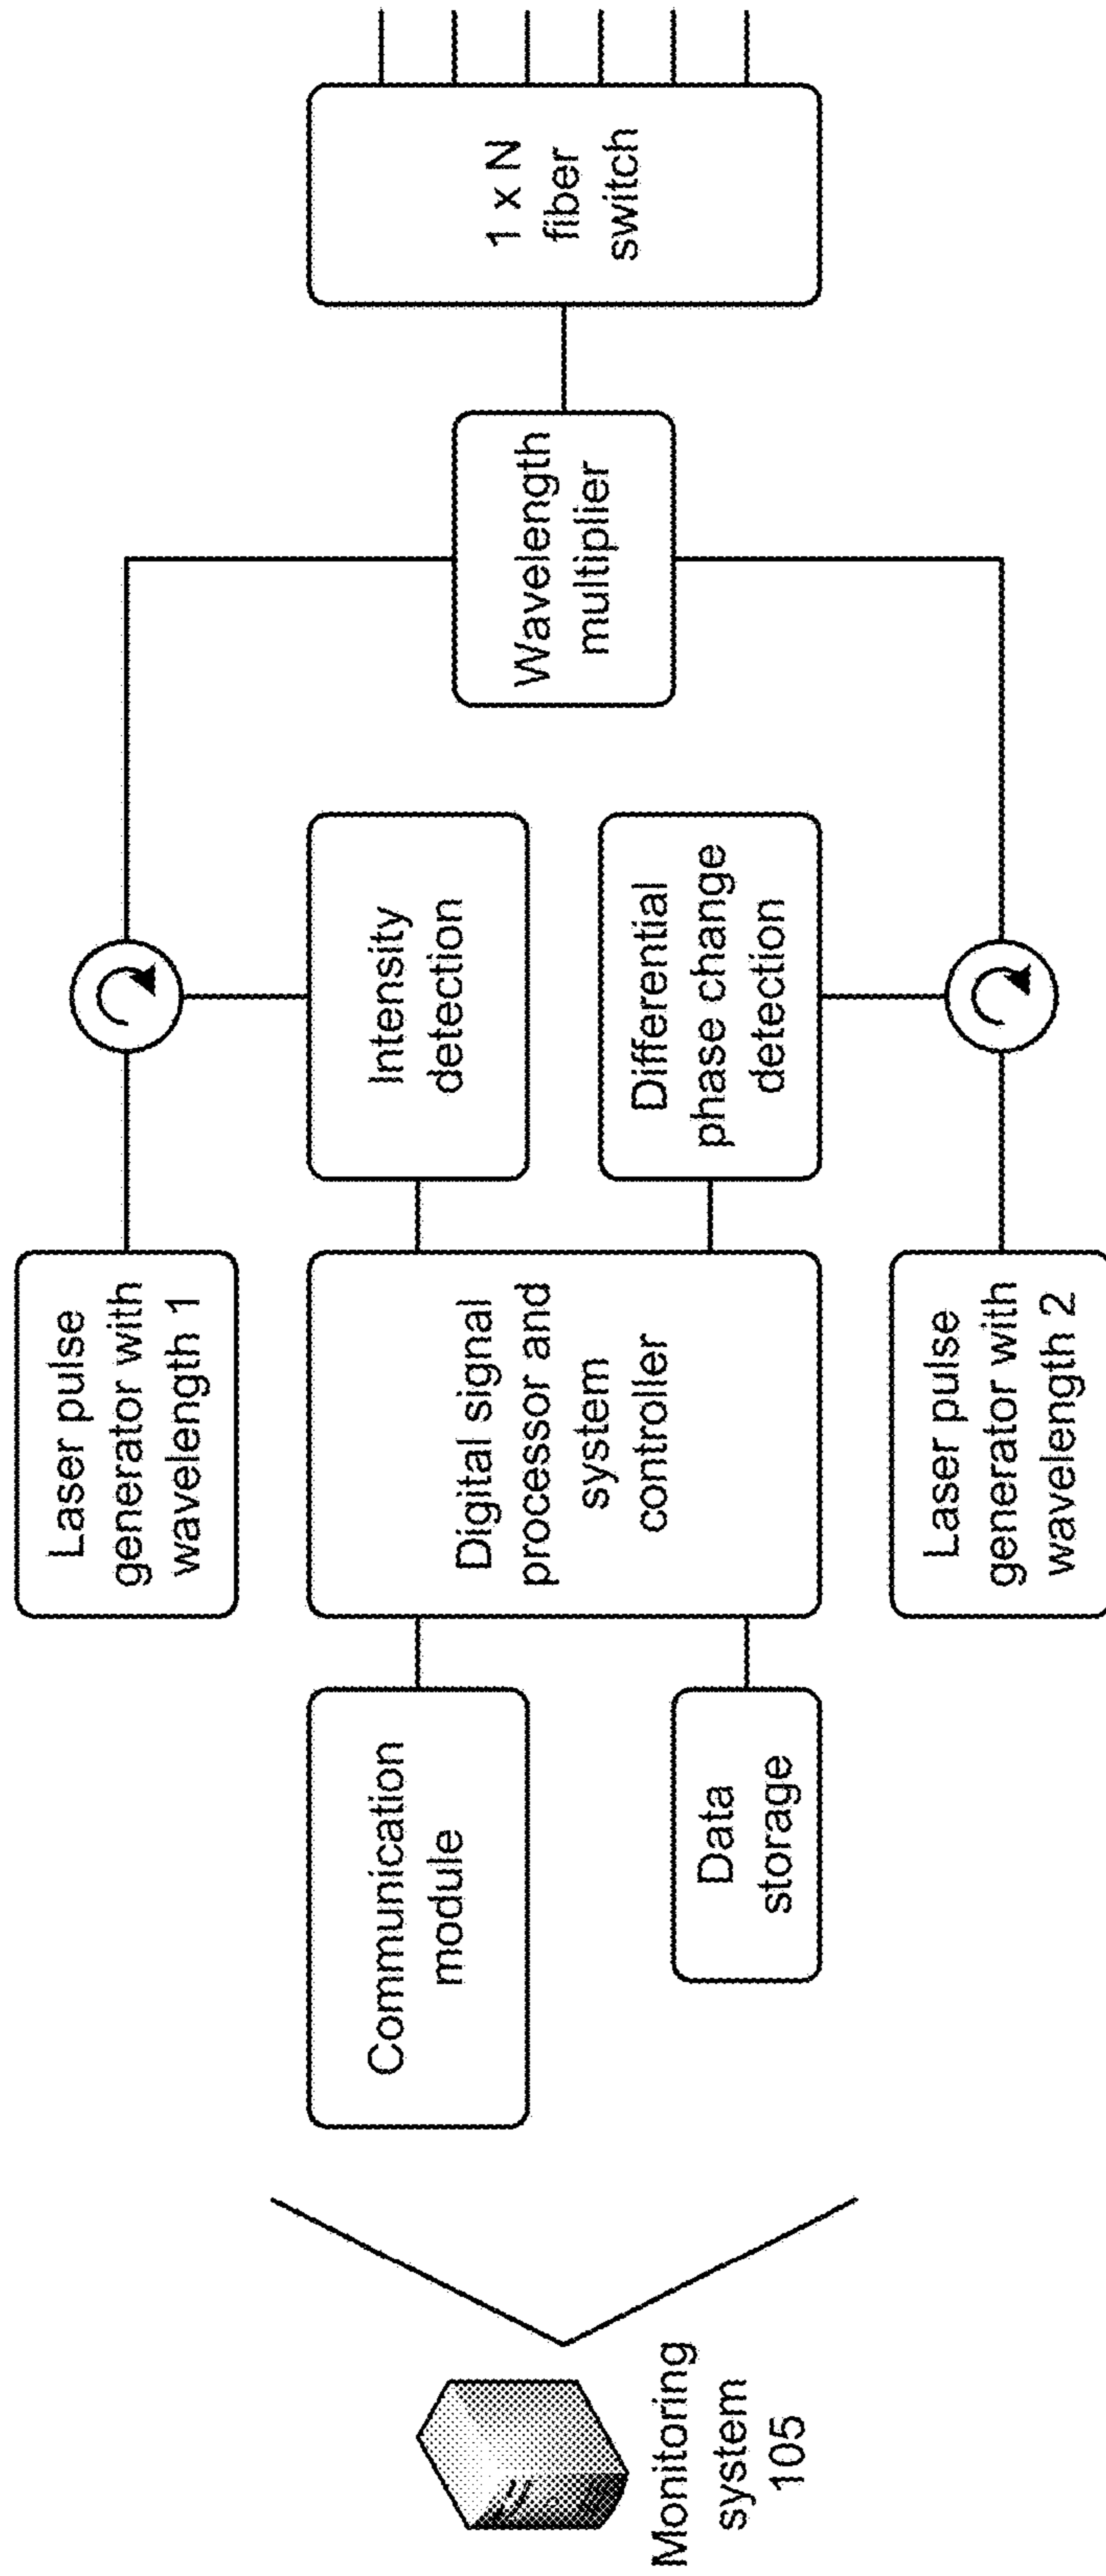 Monitoring
system
105
Communication
module
Data
storage
Laser pulse
generator with
wavelength 1
Digital signal
processor and
system
controller
Laser pulse
generator with
wavelength 2
Intensity
detection
Differential
phase change
detection
Wavelength
multiplier
1 x N
fiber
switch